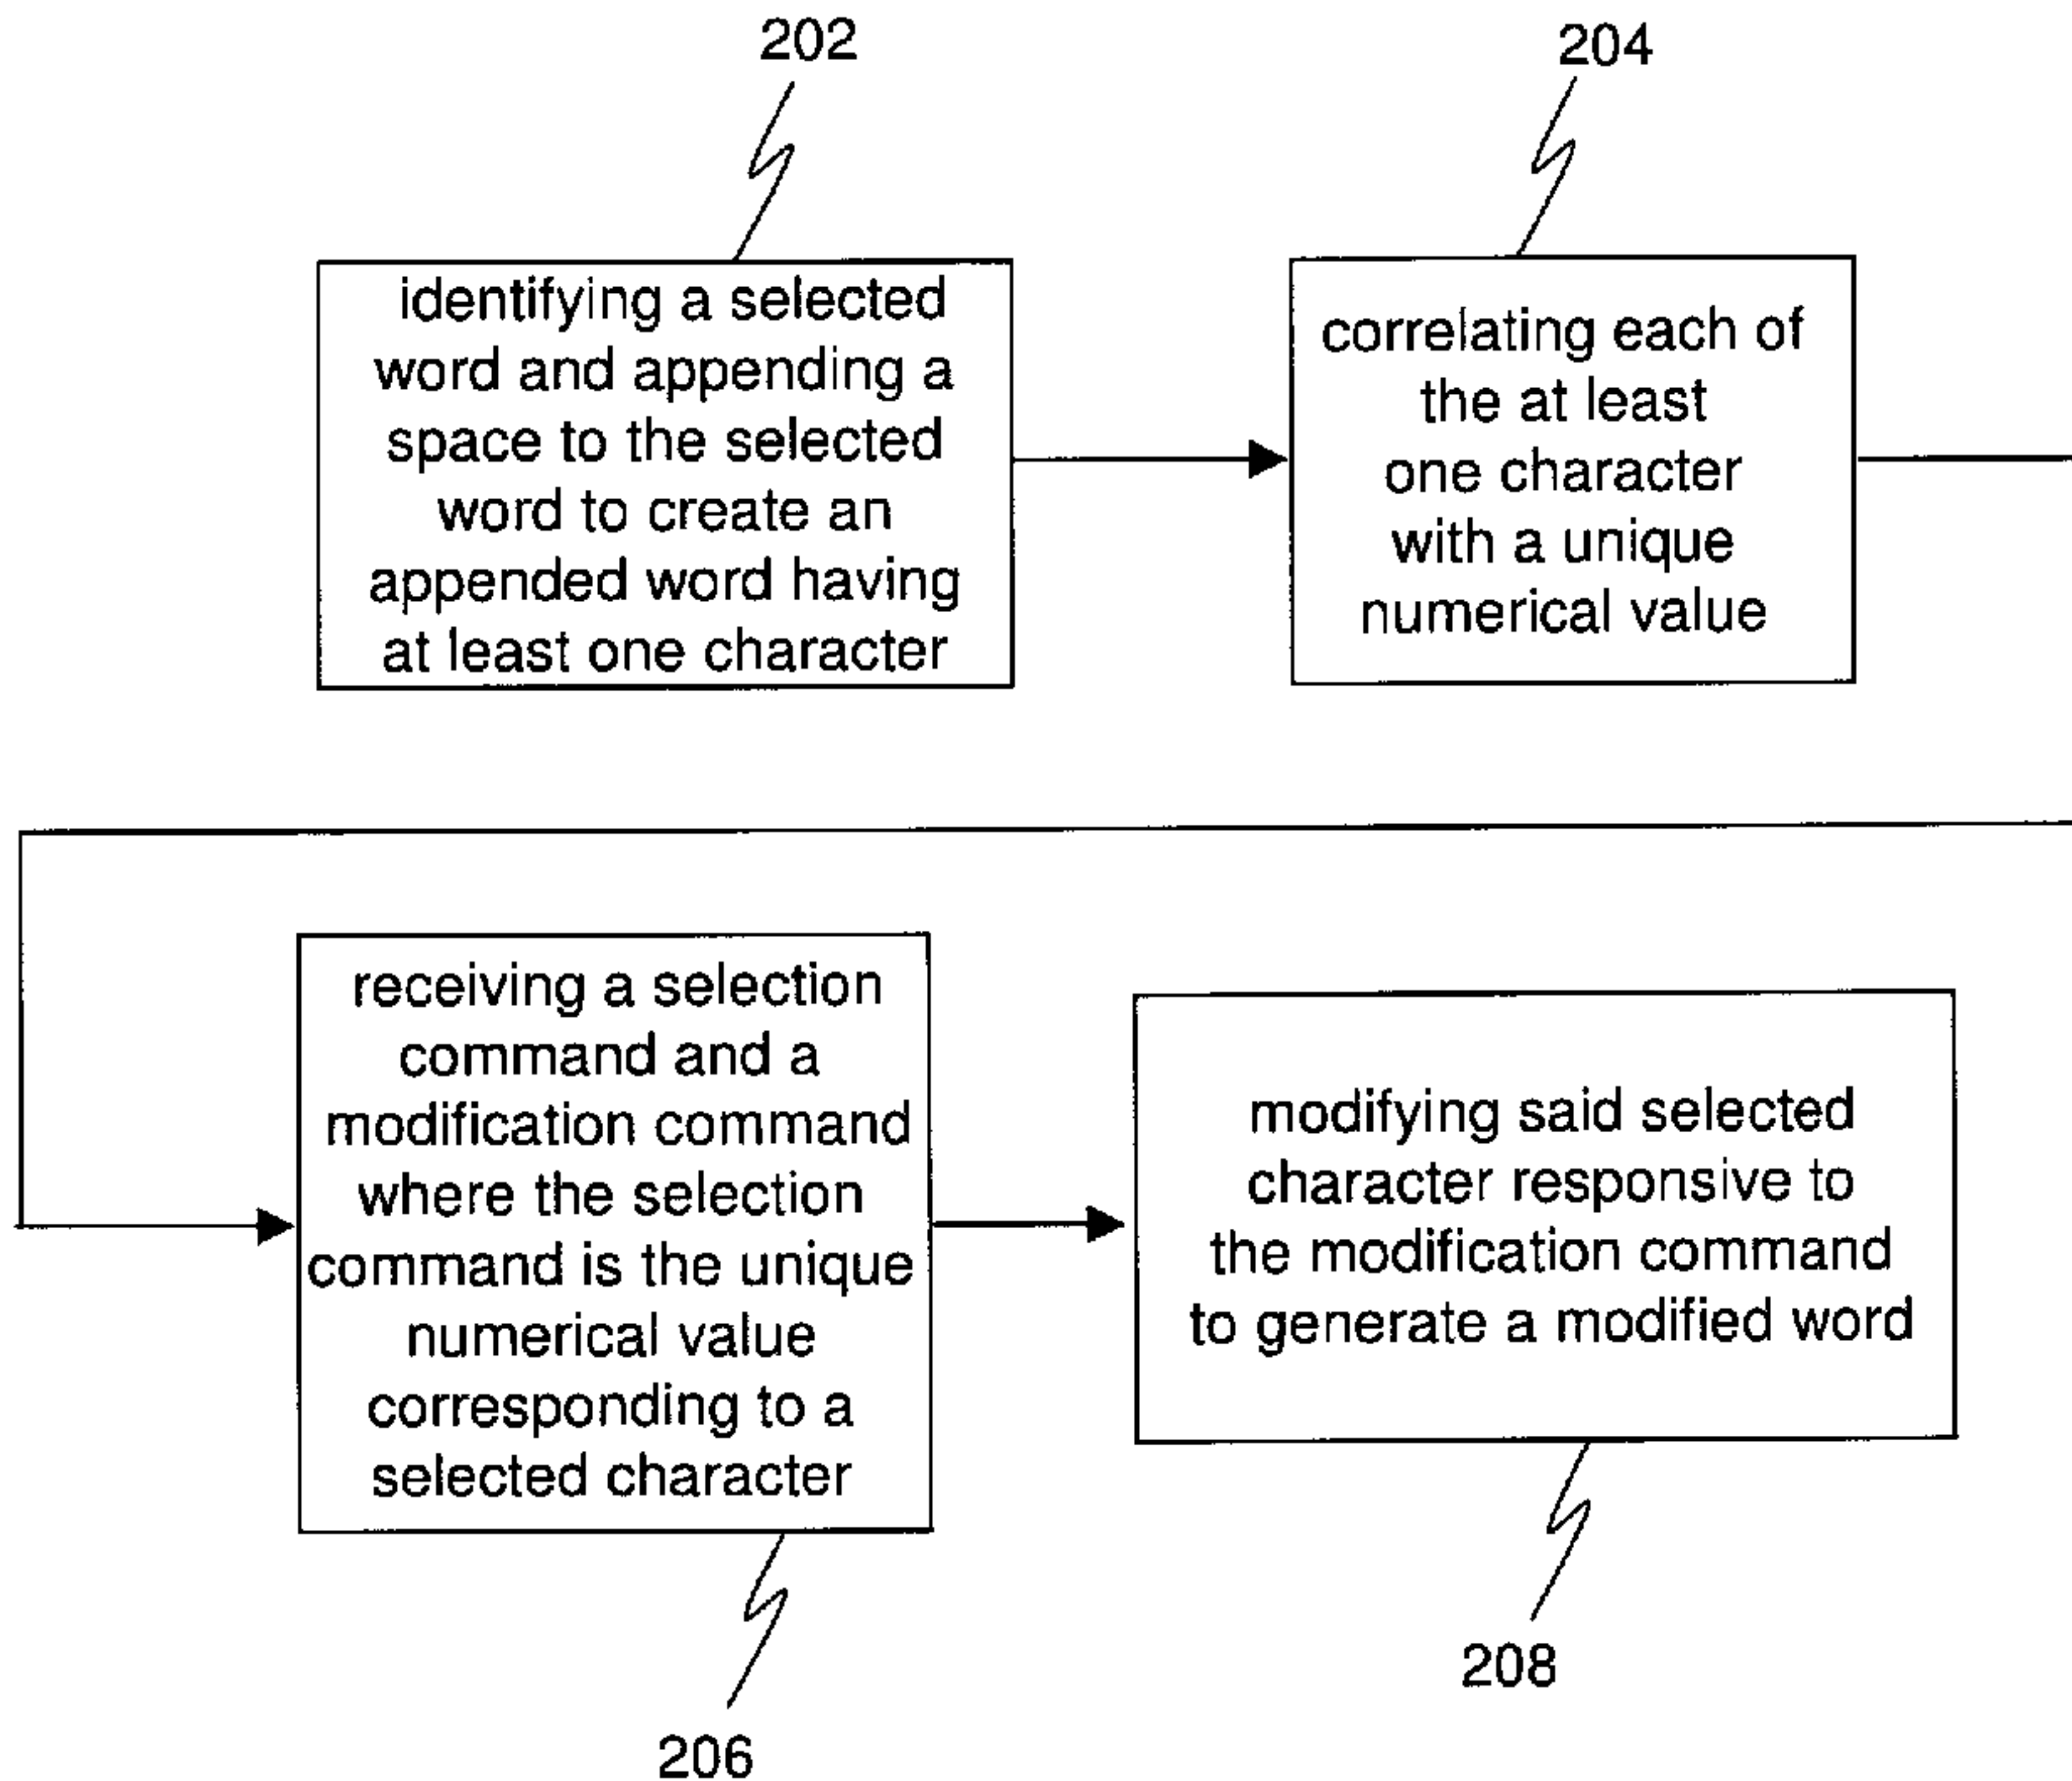 202
identifying a selected
word and appending a
space to the selected
word to create an
appended word having
at least one character
204
correlating each of
the at least
one character
with a unique
numerical value
receiving a selection
command and a
modification command
where the selection
command is the unique
numerical value
corresponding to a
selected character
206
modifying said selected
character responsive to
the modification command
to generate a modified word
208